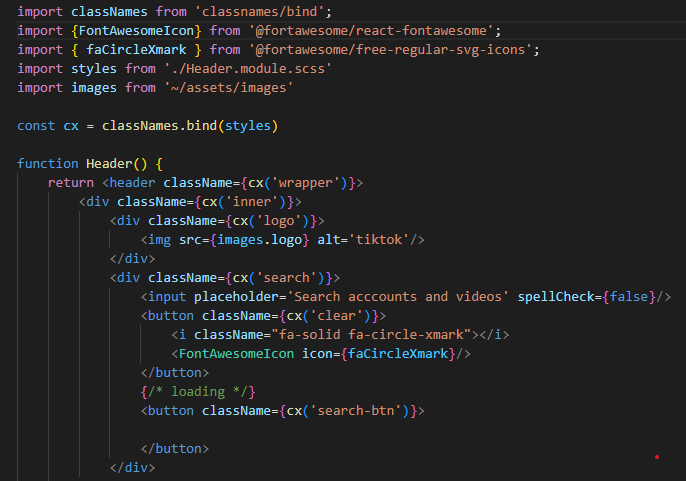 import classNames from 'classnames/bind';
import {FontAwesomeIcon} from '@fortawesome/react-fontawesome';
import { faCircleXmark } from '@fortawesome/free-regular-svg-icons';
import styles from './Header.module.scss'
import images from '~/assets/images'

const cx = classNames.bind(styles)

function Header() {
    return <header className={cx('wrapper')}>
        <div className={cx('inner')}>
            <div className={cx('logo')}>
                <img src={images.logo} alt='tiktok'/>
            </div>
            <div className={cx('search')}>
                <input placeholder='Search acccounts and videos' spellCheck={false}/>
                <button className={cx('clear')}>
                    <i className="fa-solid fa-circle-xmark"></i>
                    <FontAwesomeIcon icon={faCircleXmark}/>
                </button>
                {/* loading */}
                <button className={cx('search-btn')}>

                </button>
            </div>